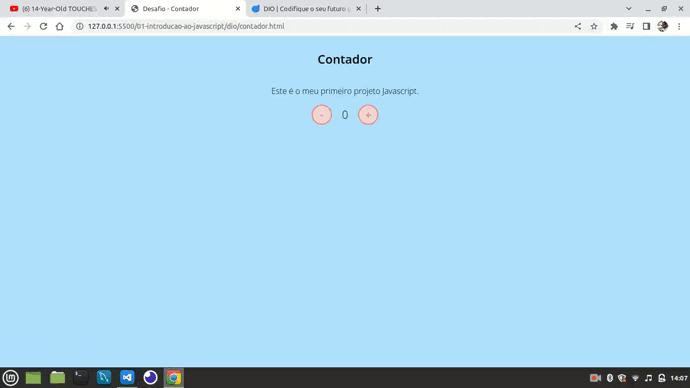 (6) 14-Year-Old TOUCHES
Desafio - Contador
DIO | Codifique o seu futuro
127.0.0.1:5500/01-introducao-ao-javascript/dio/contador.html
Contador
Este é o meu primeiro projeto Javascript.
- 0 +
14:07